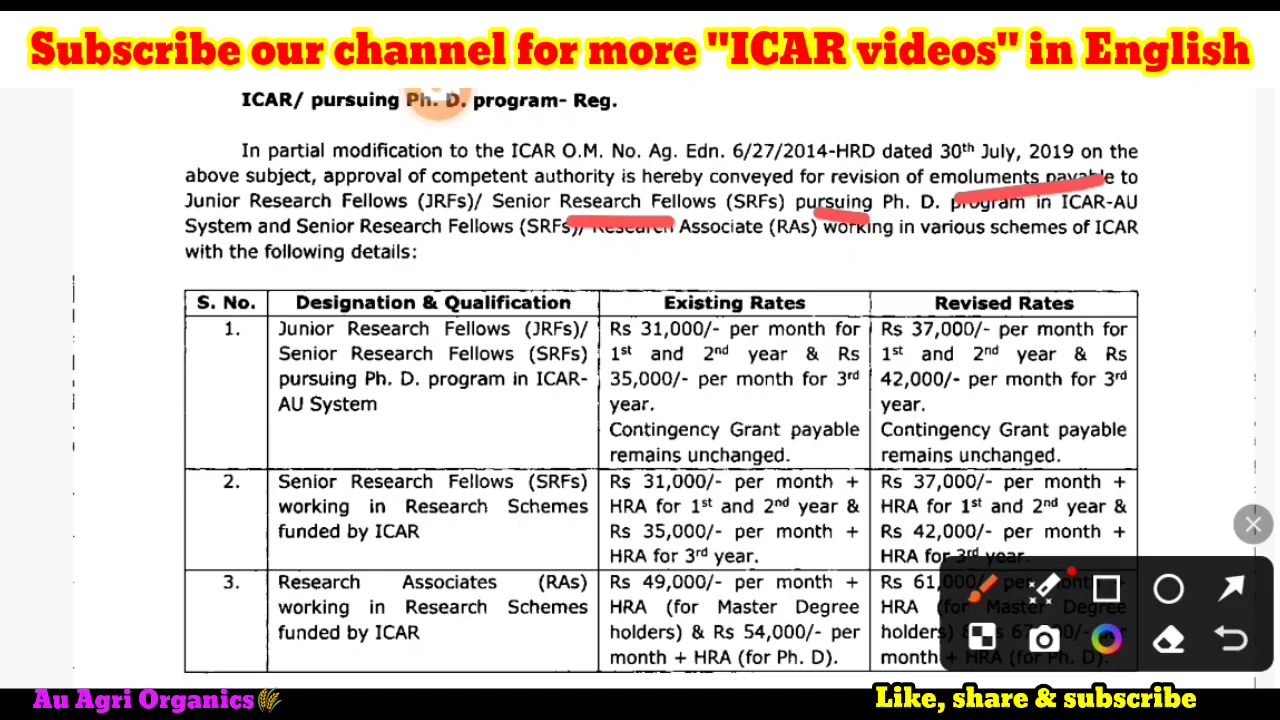 Subscribe our channel for more "ICAR videos" in English
ICAR/ pursuing Ph. D. program- Reg.
In partial modification to the ICAR O.M. No. Ag. Edn. 6/27/2014-HRD dated 30th July, 2019 on the
above subject, approval of competent authority is hereby conveyed for revision of emoluments payable to
Junior Research Fellows (JRFs)/ Senior Research Fellows (SRFs) pursuing Ph. D. program in ICAR-AU
System and Senior Research Fellows (SRFs)/ Research Associate (RAs) working in various schemes of ICAR
with the following details:
S. No. Designation & Qualification Existing Rates Revised Rates
1.
Junior Research Fellows (JRFs)/
Senior Research Fellows (SRFs)
pursuing Ph. D. program in ICAR-
AU System
Rs 31,000/- per month for
1st and 2nd year & Rs
35,000/- per month for 3rd
year.
Contingency Grant payable
remains unchanged.
Rs 37,000/- per month for
1st and 2nd year & Rs
42,000/- per month for 3rd
year.
Contingency Grant payable
remains unchanged.
2.
Senior Research Fellows (SRFs)
working in Research Schemes
funded by ICAR
Rs 31,000/- per month +
HRA for 1st and 2nd year &
Rs 35,000/- per month +
HRA for 3rd year.
Rs 37,000/- per month +
HRA for 1st and 2nd year &
Rs 42,000/- per month +
HRA for 3rd year.
3.
Research Associates (RAs)
working in Research Schemes
funded by ICAR
Rs 49,000/- per month +
HRA (for Master Degree
holders) & Rs 54,000/- per
month + HRA (for Ph. D).
Rs 61,000/- per month +
HRA (for Master Degree
holders) & Rs per
month + HRA (for Ph. D).
Au Agri Organics
Like, share & subscribe